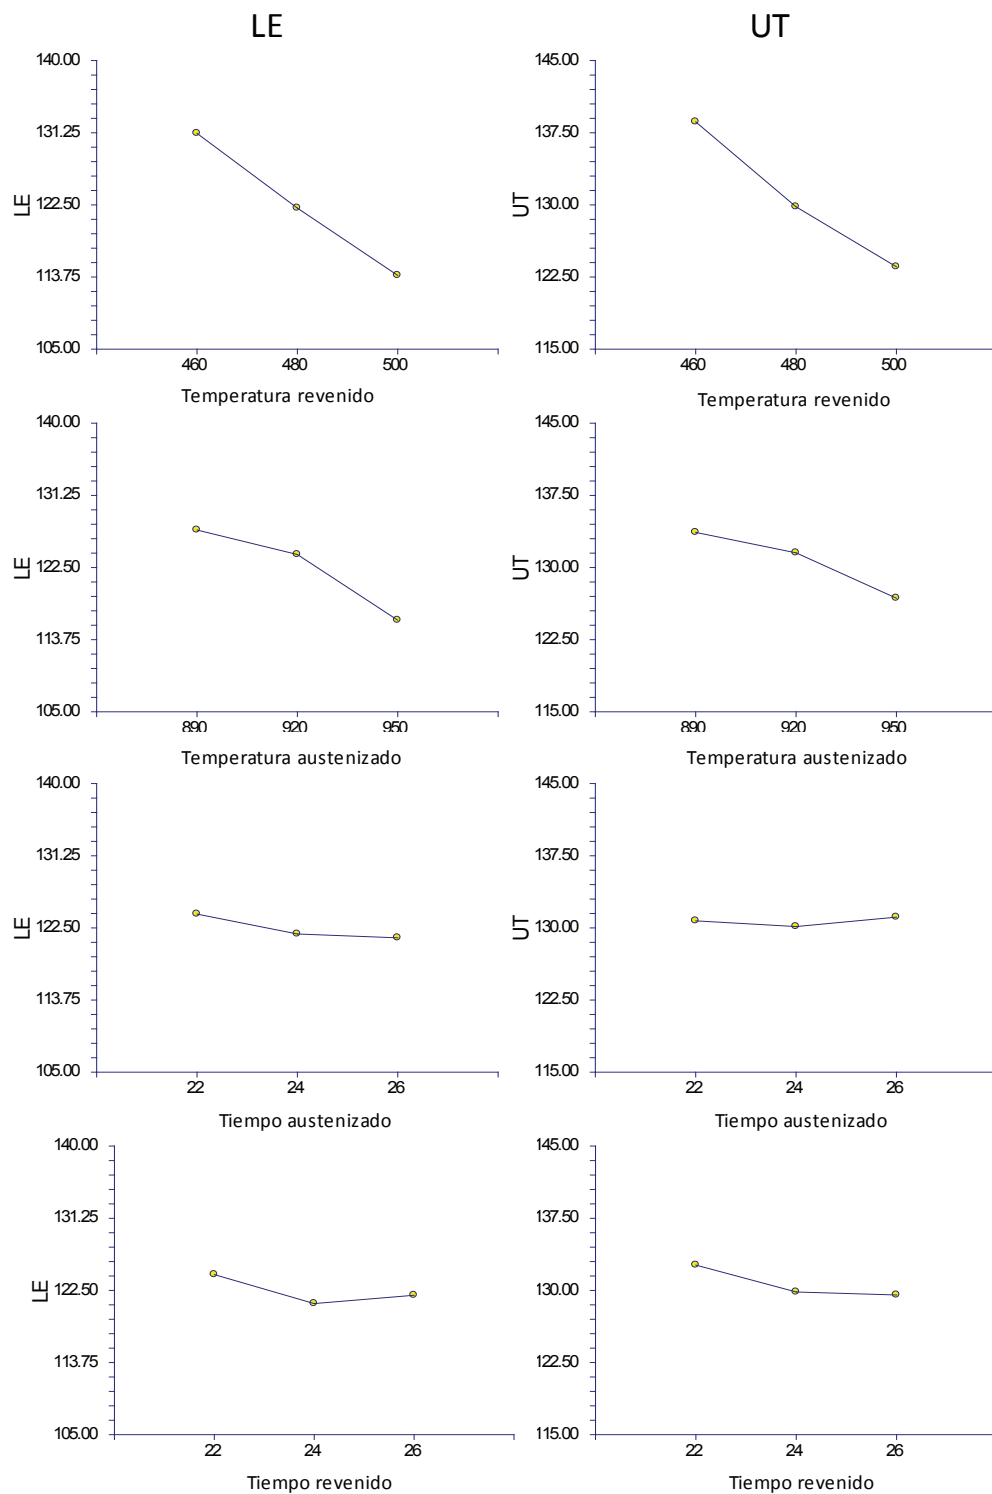 LE UT
140.00
131.25
122.50
113.75
105.00
LE
460 480 500
Temperatura revenido
145.00
137.50
130.00
122.50
115.00
UT
460 480 500
Temperatura revenido
140.00
131.25
122.50
113.75
105.00
LE
890 920 950
Temperatura austenizado
145.00
137.50
130.00
122.50
115.00
UT
890 920 950
Temperatura austenizado
140.00
131.25
122.50
113.75
105.00
LE
22 24 26
Tiempo austenizado
145.00
137.50
130.00
122.50
115.00
UT
22 24 26
Tiempo austenizado
140.00
131.25
122.50
113.75
105.00
LE
22 24 26
Tiempo revenido
145.00
137.50
130.00
122.50
115.00
22 24 26
Tiempo revenido